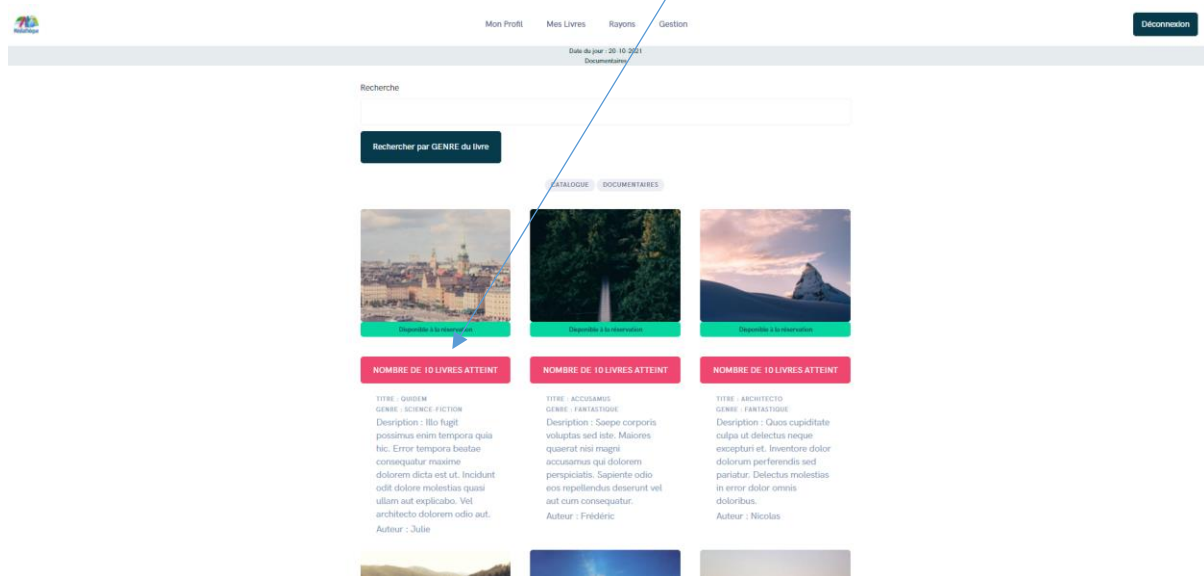 Médiathèque
Mon Profil Mes Livres Rayons Gestion
Déconnexion
Date du jour : 20-10-2021
Documentaires
Recherche
Rechercher par GENRE du livre
CATALOGUE DOCUMENTAIRES
Disponible à la réservation Disponible à la réservation Disponible à la réservation
NOMBRE DE 10 LIVRES ATTEINT NOMBRE DE 10 LIVRES ATTEINT NOMBRE DE 10 LIVRES ATTEINT
TITRE : QUIDEM
GENRE : SCIENCE-FICTION
Desription : Illo fugit
possimus enim tempora quia
hic. Error tempora beatae
consequatur maxime
dolorem dicta est ut. Incidunt
odit dolore molestias quasi
ullam aut explicabo. Vel
architecto dolorem odio aut.
Auteur : Julie
TITRE : ACCUSAMUS
GENRE : FANTASTIQUE
Desription : Saepe corporis
voluptas sed iste. Maiores
quaerat nisi magni
accusamus qui dolorem
perspiciatis. Sapiente odio
eos repellendus deserunt vel
aut cum consequatur.
Auteur : Frédéric
TITRE : ARCHITECTO
GENRE : FANTASTIQUE
Desription : Quos cupiditate
culpa ut delectus neque
excepturi et. Inventore dolor
dolorum perferendis sed
pariatur. Delectus molestias
in error dolor omnis
doloribus.
Auteur : Nicolas